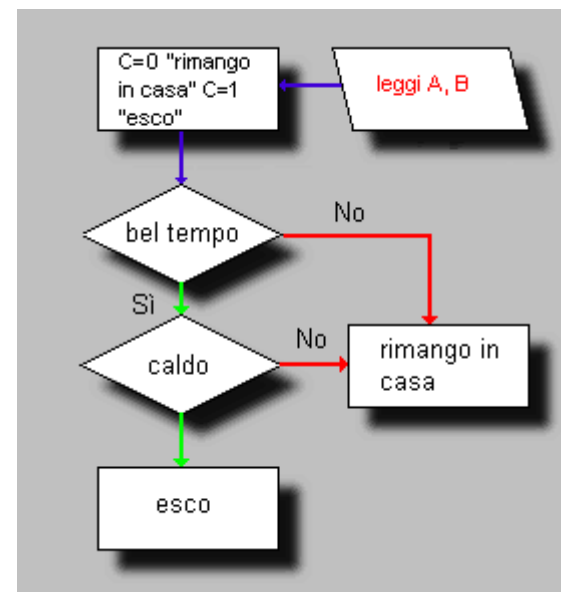 C=0 "rimango
in casa" C=1
"esco"
leggi A, B
bel tempo
No
Sì
caldo
No
rimango in
casa
esco